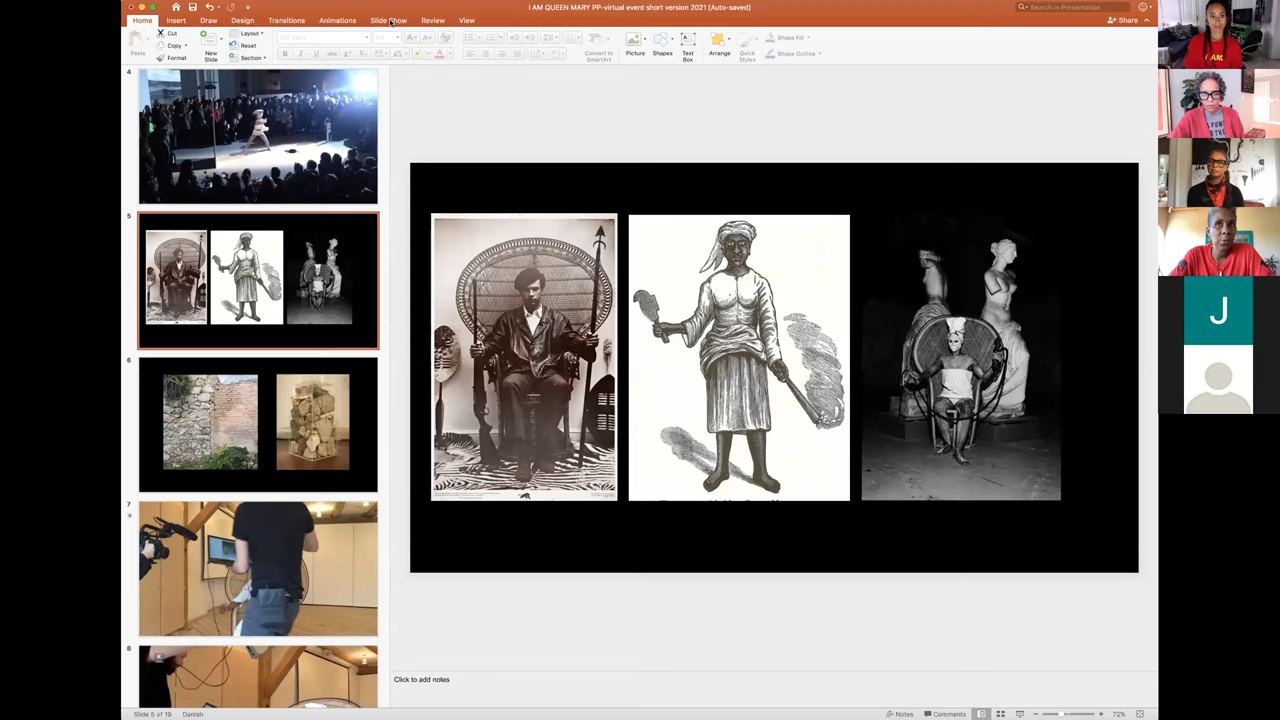 I AM QUEEN MARY PP-virtual event short version 2021 [Auto-saved]
Search in Presentation
Home Insert Draw Design Transitions Animations Slide Show Review View
Share
Paste
Cut
Copy
Format
New
Slide
Layout
Reset
Section
Convert to
SmartArt
Picture
Shapes
Text
Box
Arrange
Quick
Styles
Shape Fill
Shape Outline
4
5
6
7
8
J
Click to add notes
Slide 5 of 19
Danish
Notes
Comments
72%